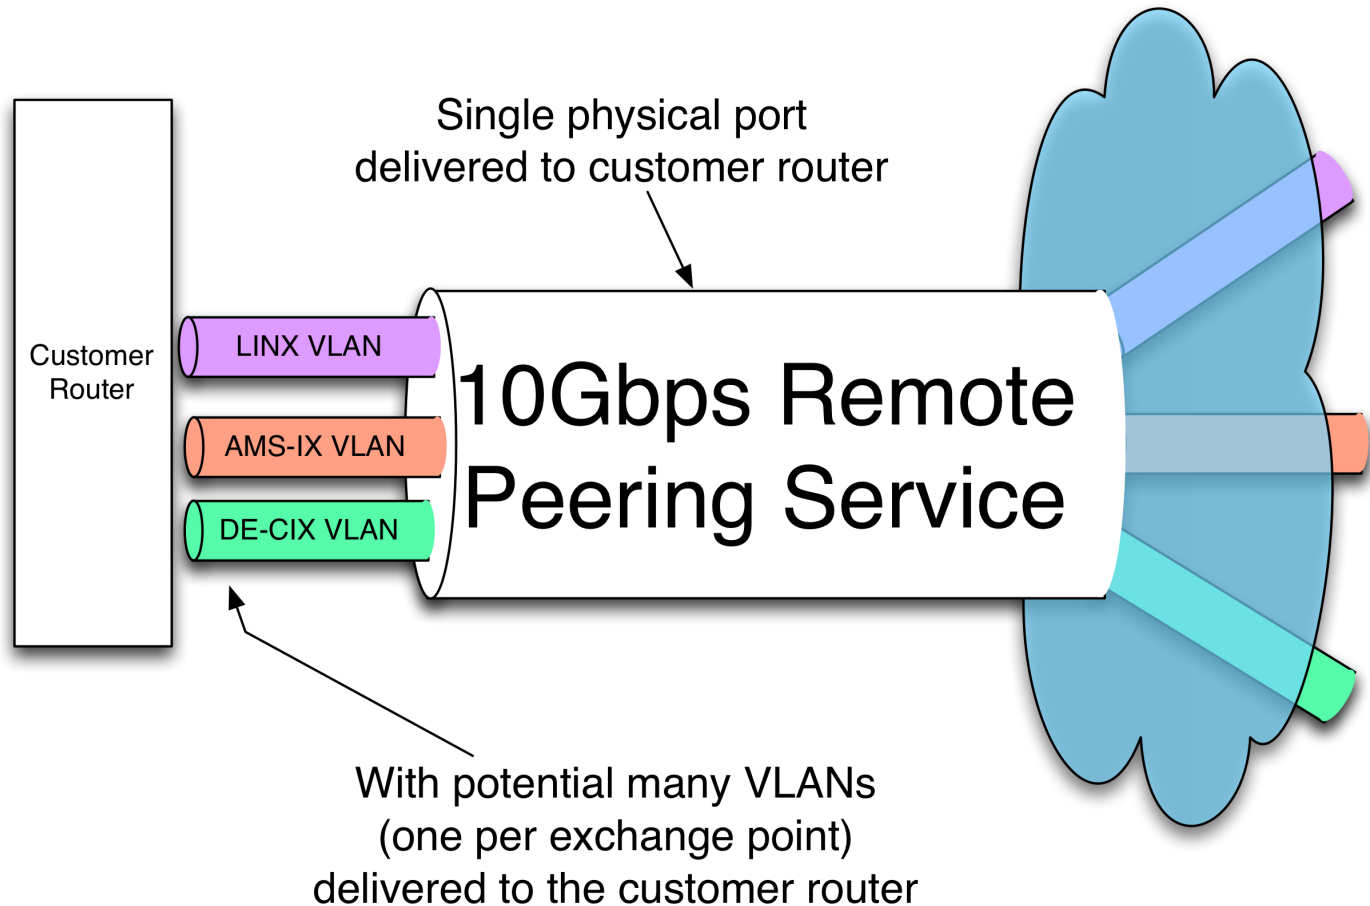 Single physical port
delivered to customer router
Customer
Router
LINX VLAN
AMS-IX VLAN
DE-CIX VLAN
10Gbps Remote
Peering Service
With potential many VLANs
(one per exchange point)
delivered to the customer router